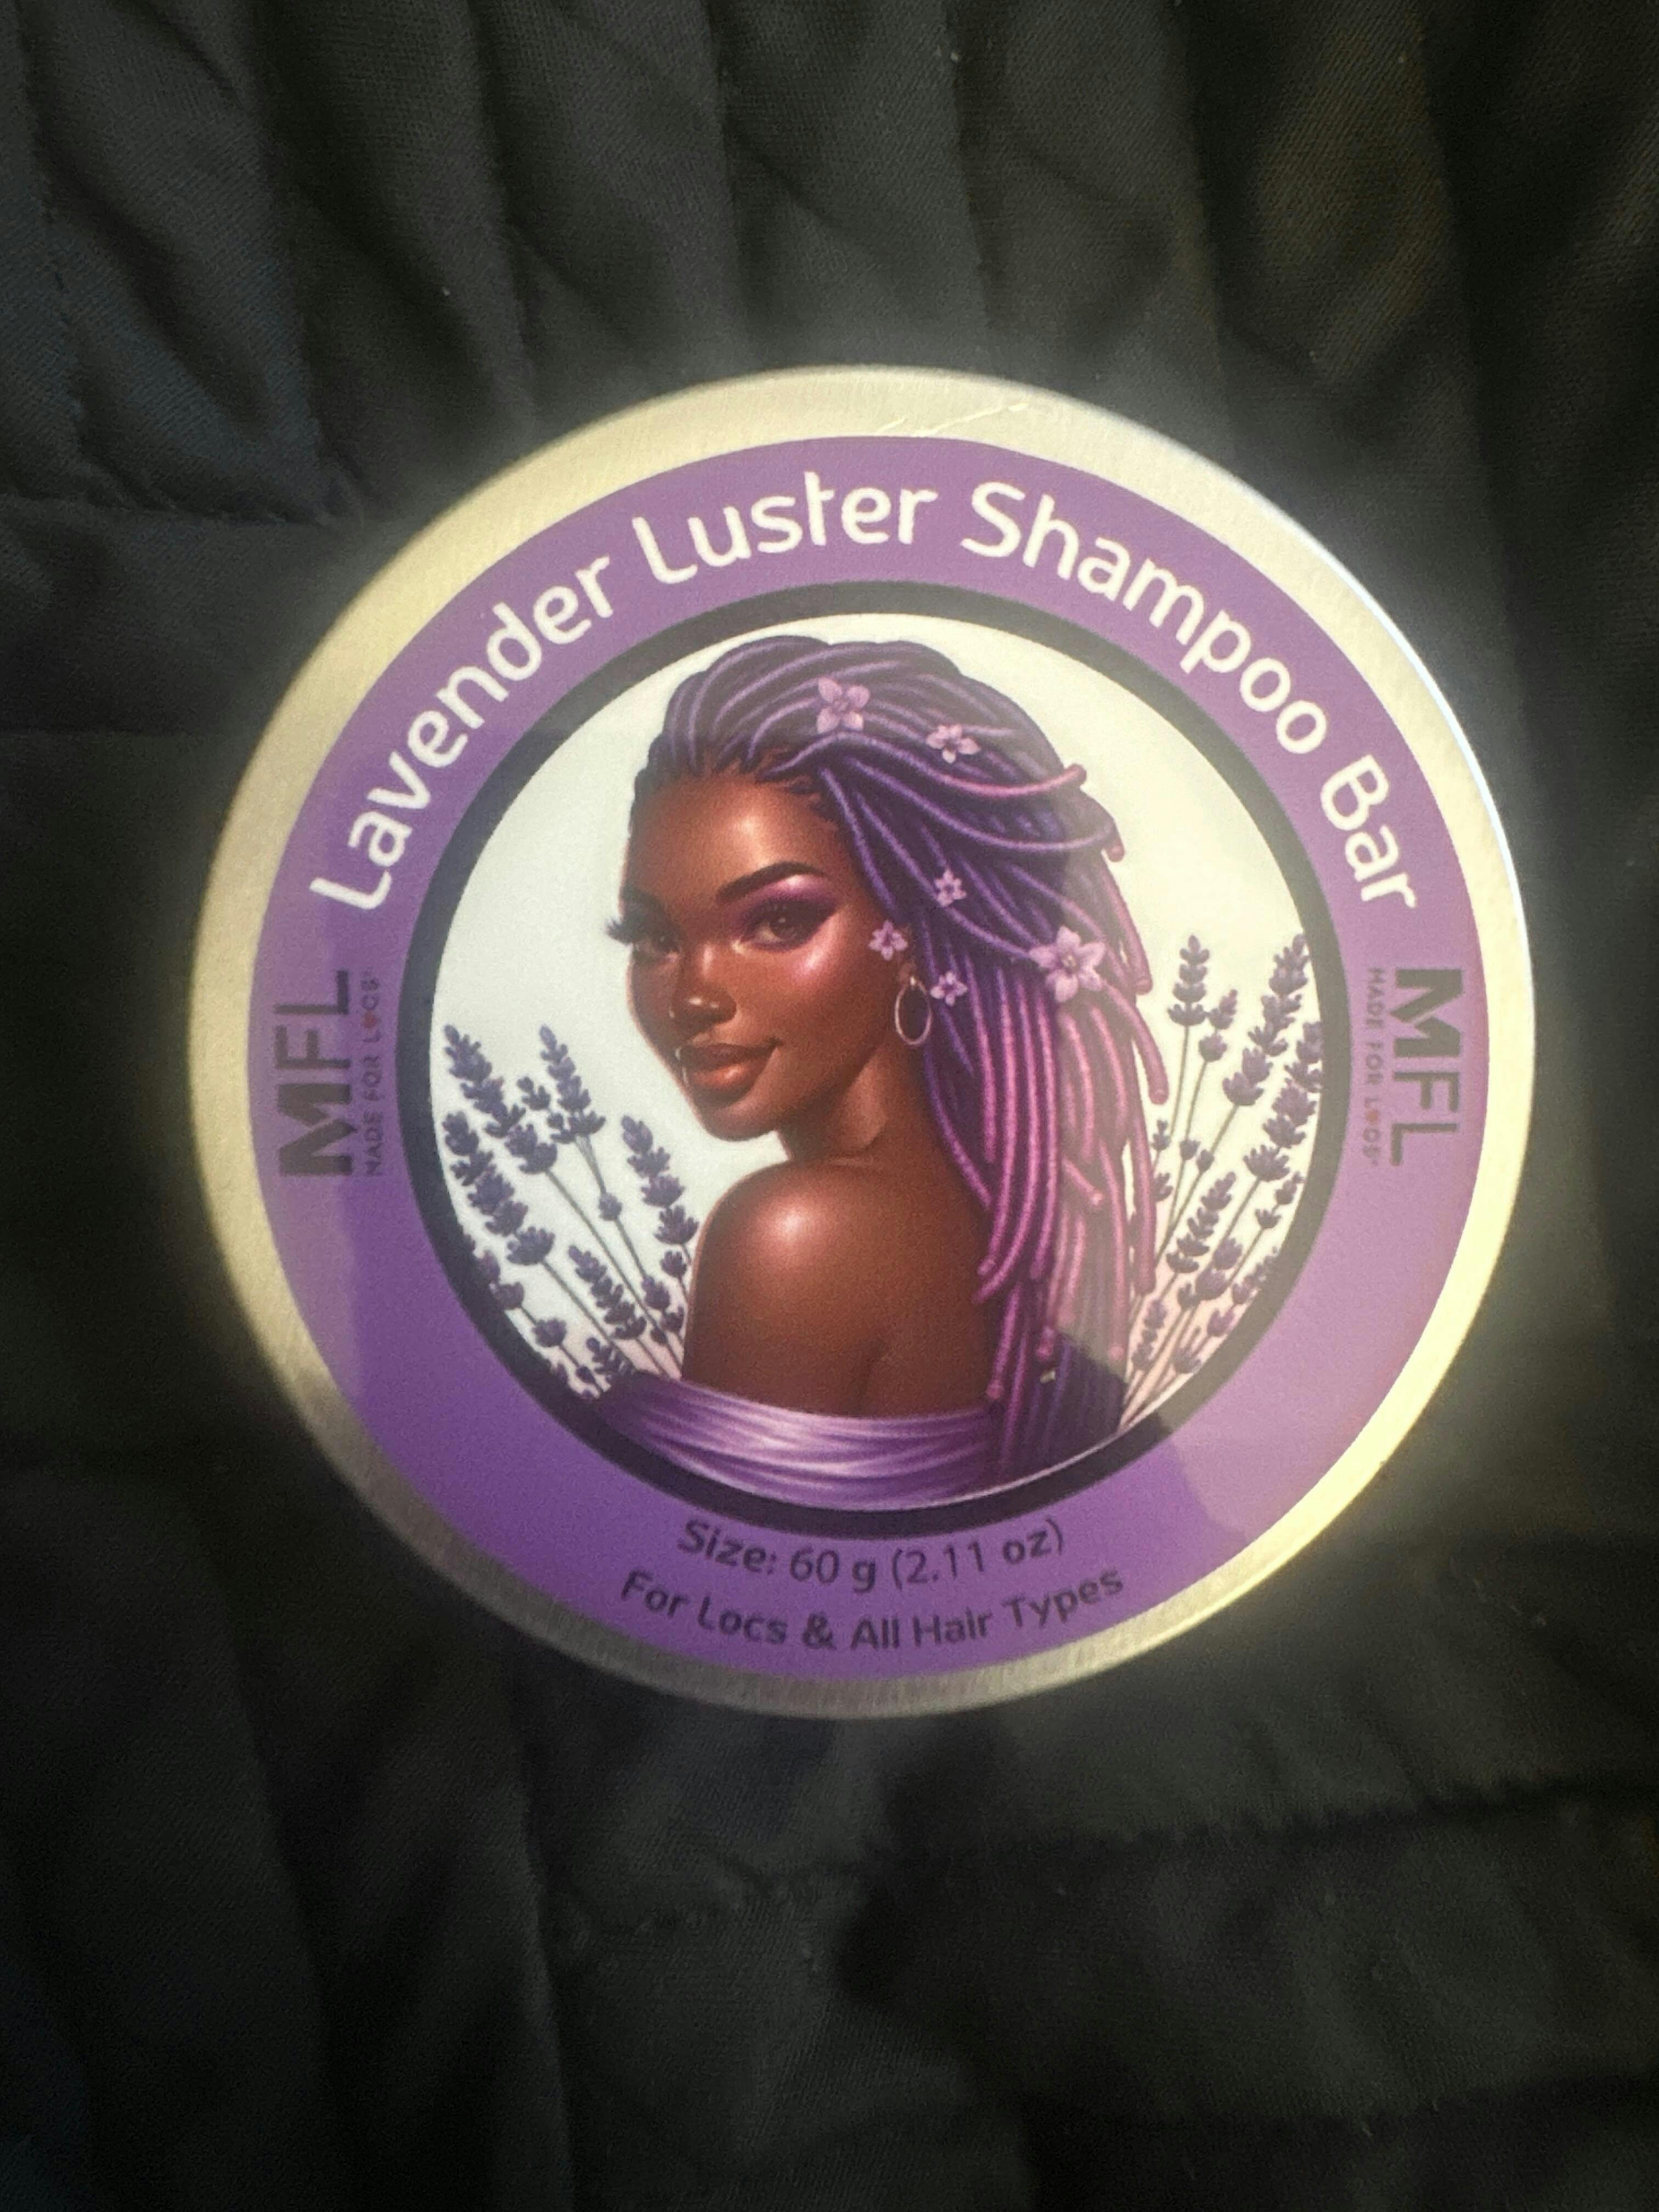 Lavender Luster Shampoo Bar
MFL
MADE FOR LOCS
MFL
MADE FOR LOCS
Size: 60 g (2.11 oz)
For Locs & All Hair Types